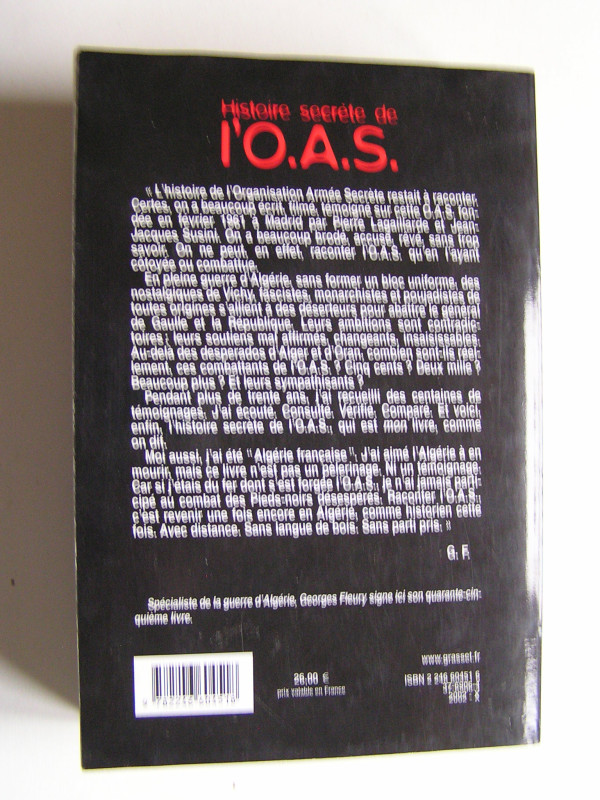 Histoire secrète de
l'O.A.S.
« L'histoire de l'Organisation Armée Secrète restait à raconter.
Certes, on a beaucoup écrit, filmé, témoigné sur cette O.A.S. fon-
dée en février 1961 à Madrid par Pierre Lagaillarde et Jean-
Jacques Susini. On a beaucoup brodé, accusé, rêvé, sans trop
savoir. On ne peut, en effet, raconter l'O.A.S. qu'en l'ayant
côtoyée ou combattue.
En pleine guerre d'Algérie, sans former un bloc uniforme, des
nostalgiques de Vichy, fascistes, monarchistes et poujadistes de
toutes origines s'allient à des déserteurs pour abattre le général
de Gaulle et la République. Leurs ambitions sont contradic-
toires ; leurs soutiens mal affirmés, changeants, insaisissables.
Au-delà des desperados d'Alger et d'Oran, combien sont-ils réel-
lement, ces combattants de l'O.A.S. ? Cinq cents ? Deux mille ?
Beaucoup plus ? Et leurs sympathisants ?
Pendant plus de trente ans, j'ai recueilli des centaines de
témoignages. J'ai écouté. Consulté. Vérifié. Comparé. Et voici,
enfin, l'histoire secrète de l'O.A.S., qui est mon livre, comme
on dit.
Moi aussi, j'ai été " Algérie française ". J'ai aimé l'Algérie à en
mourir, mais ce livre n'est pas un pèlerinage. Ni un témoignage.
Car si j'étais du fer dont s'est forgée l'O.A.S., je n'ai jamais parti-
cipé au combat des Pieds-noirs désespérés. Raconter l'O.A.S.,
c'est revenir une fois encore en Algérie, comme historien cette
fois. Avec distance. Sans langue de bois. Sans parti pris. »
G. F.
Spécialiste de la guerre d'Algérie, Georges Fleury signe ici son quarante-cin-
quième livre.
www.grasset.fr
26,00 €
prix valable en France
ISBN 2 246